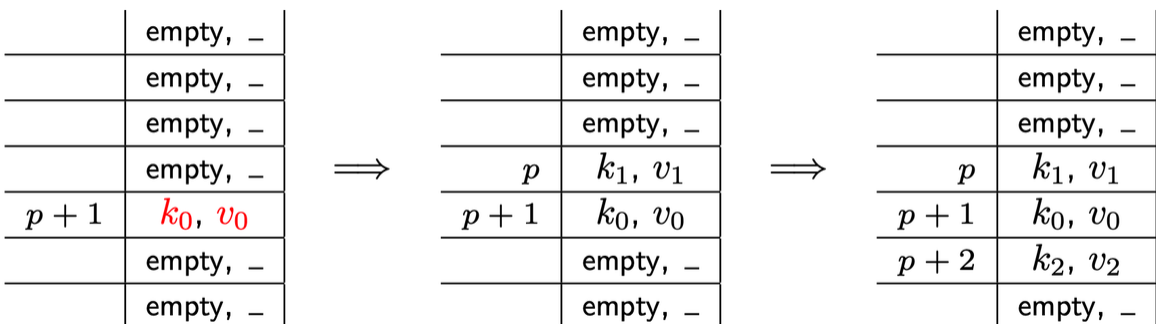 empty, _ empty, _ empty, _
empty, _ empty, _ empty, _
empty, _ empty, _ empty, _
empty, _ ⟹ p k₁, v₁ ⟹ p k₁, v₁
p + 1 k₀, v₀ p + 1 k₀, v₀ p + 1 k₀, v₀
empty, _ empty, _ p + 2 k₂, v₂
empty, _ empty, _ empty, _